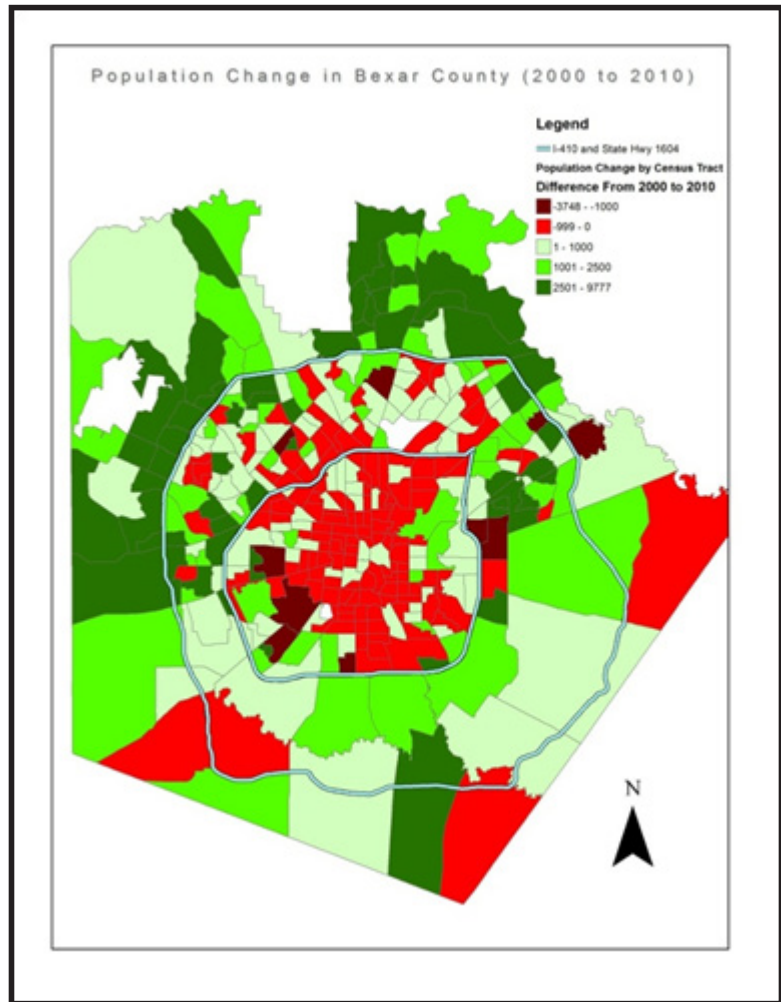 Population Change in Bexar County (2000 to 2010)
Legend
I-410 and State Hwy 1604
Population Change by Census Tract
Difference From 2000 to 2010
-3748 - -1000
-999 - 0
1 - 1000
1001 - 2500
2501 - 9777
N